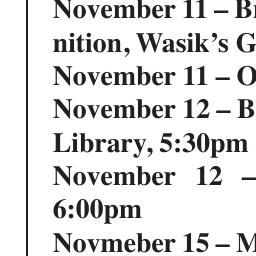 November 11 – Br
nition, Wasik's G
November 11 – O
November 12 – B
Library, 5:30pm
November 12 –
6:00pm
Novmeber 15 – M